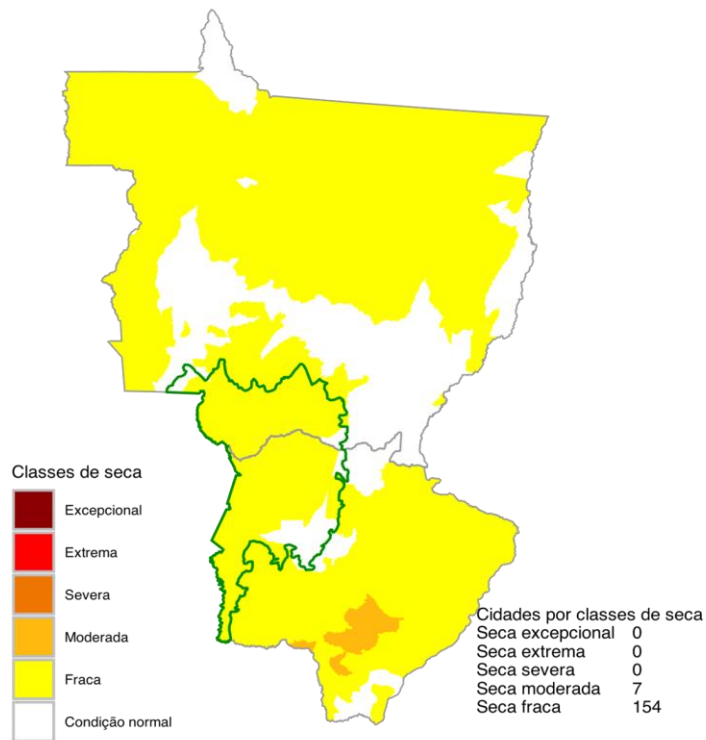 Classes de seca
Excepcional
Extrema
Severa
Moderada
Fraca
Condição normal
Cidades por classes de seca
Seca excepcional 0
Seca extrema 0
Seca severa 0
Seca moderada 7
Seca fraca 154